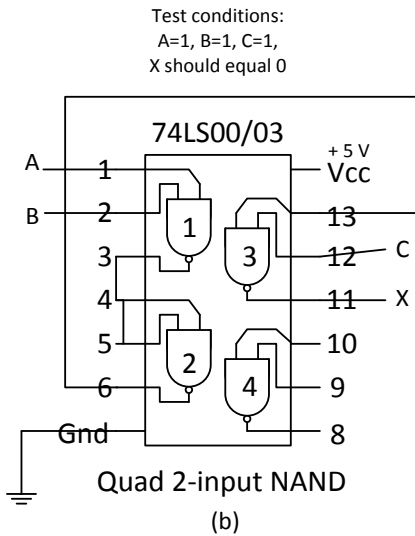 Test conditions:
A=1, B=1, C=1,
X should equal 0
74LS00/03
+ 5 V
A 1 Vcc
B 2 1 13
3 3 12 C
4 11 X
5 2 10
6 4 9
Gnd 8
Quad 2-input NAND
(b)